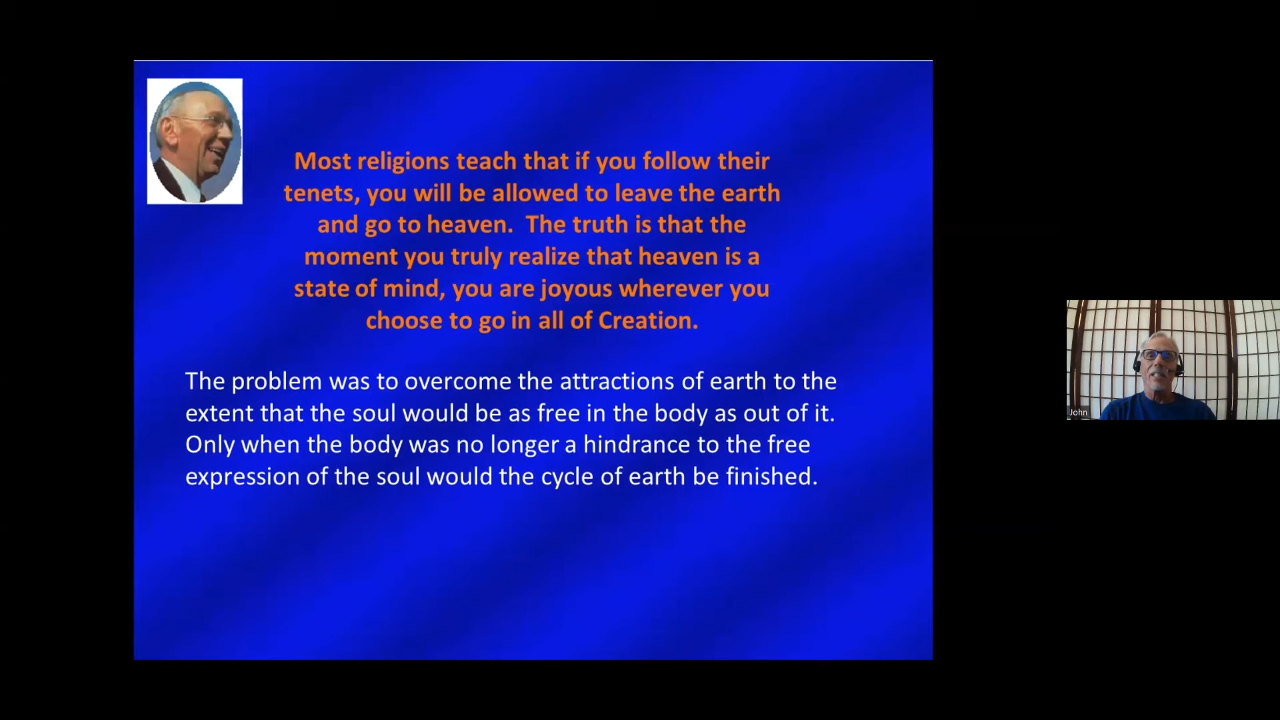 Most religions teach that if you follow their
tenets, you will be allowed to leave the earth
and go to heaven.  The truth is that the
moment you truly realize that heaven is a
state of mind, you are joyous wherever you
choose to go in all of Creation.
The problem was to overcome the attractions of earth to the
extent that the soul would be as free in the body as out of it.
Only when the body was no longer a hindrance to the free
expression of the soul would the cycle of earth be finished.
John